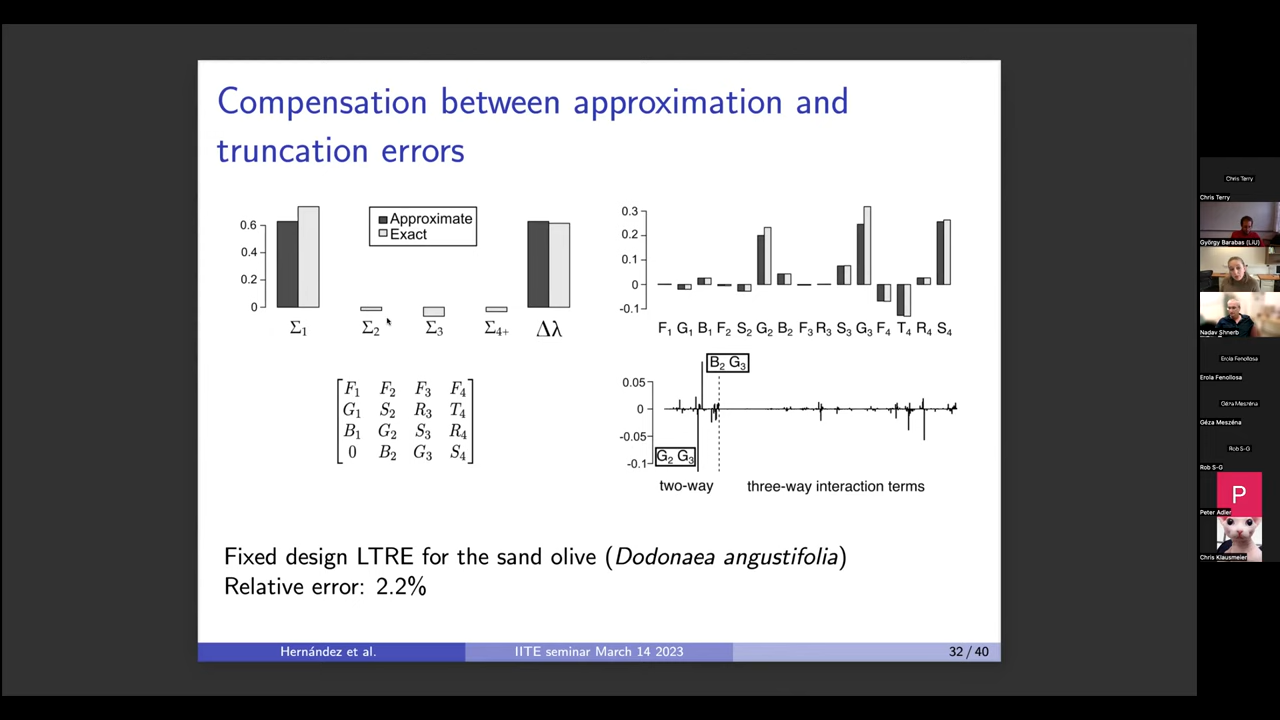 Compensation between approximation and
truncation errors
0.6
0.4
0.2
0
Approximate
Exact
Σ1 Σ2 Σ3 Σ4+ Δλ
0.3
0.2
0.1
0
-0.1
F1 G1 B1 F2 S2 G2 B2 F3 R3 S3 G3 F4 T4 R4 S4
F1 F2 F3 F4
G1 S2 R3 T4
B1 G2 S3 R4
0 B2 G3 S4
B2 G3
0.05
0
-0.05
-0.1
G2 G3
two-way three-way interaction terms
Fixed design LTRE for the sand olive (Dodonaea angustifolia)
Relative error: 2.2%
Hernández et al. IITE seminar March 14 2023 32 / 40
Chris Terry
Chris Terry
György Barabas (LiU)
Nadav Shnerb
Erola Fenollosa
Erola Fenollosa
Géza Meszéna
Géza Meszéna
Rob S-G
Rob S-G
P
Peter Adler
Chris Klausmeier